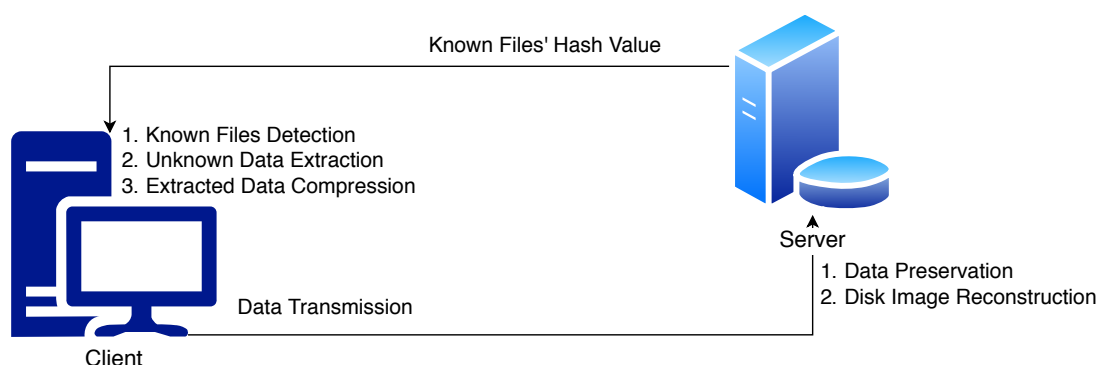 Known Files' Hash Value
1. Known Files Detection
2. Unknown Data Extraction
3. Extracted Data Compression
Server
1. Data Preservation
2. Disk Image Reconstruction
Data Transmission
Client